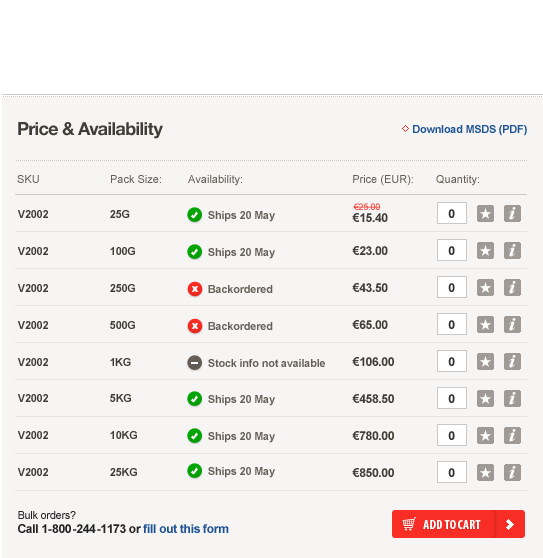 Price & Availability
Download MSDS (PDF)
SKU Pack Size: Availability: Price (EUR): Quantity:
€25.00
V2002 25G Ships 20 May €15.40 0
V2002 100G Ships 20 May €23.00 0
V2002 250G Backordered €43.50 0
V2002 500G Backordered €65.00 0
V2002 1KG Stock info not available €106.00 0
V2002 5KG Ships 20 May €458.50 0
V2002 10KG Ships 20 May €780.00 0
V2002 25KG Ships 20 May €850.00 0
Bulk orders?
Call 1-800-244-1173 or fill out this form
ADD TO CART